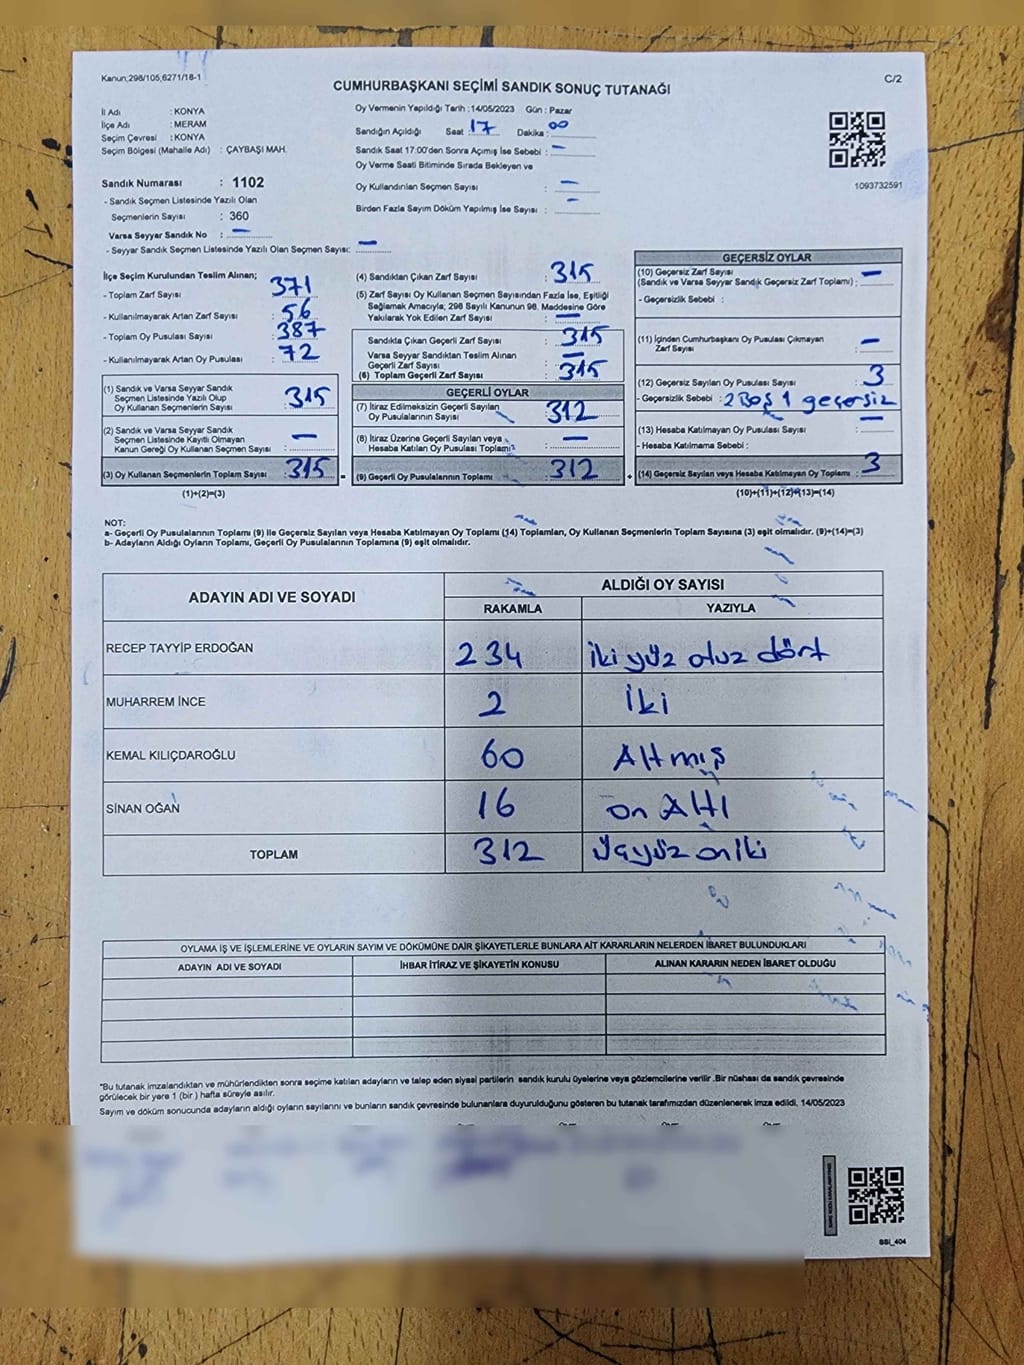 Kanun;298/105,6271/18-1
C/2
CUMHURBAŞKANI SEÇİMİ SANDIK SONUÇ TUTANAĞI
İl Adı : KONYA
İlçe Adı : MERAM
Seçim Çevresi : KONYA
Seçim Bölgesi (Mahalle Adı) : ÇAYBAŞI MAH.
Sandık Numarası : 1102
- Sandık Seçmen Listesinde Yazılı Olan
Seçmenlerin Sayısı : 360
Varsa Seyyar Sandık No : —
- Seyyar Sandık Seçmen Listesinde Yazılı Olan Seçmen Sayısı: —
Oy Vermenin Yapıldığı Tarih :14/05/2023 Gün : Pazar
Sandığın Açıldığı Saat : 17 Dakika : 00
Sandık Saat 17:00'den Sonra Açılmış İse Sebebi : —
Oy Verme Saati Bitiminde Sırada Bekleyen ve
Oy Kullandırılan Seçmen Sayısı : —
Birden Fazla Sayım Döküm Yapılmış İse Sayısı : —
1093732591
İlçe Seçim Kurulundan Teslim Alınan;
- Toplam Zarf Sayısı : 371
- Kullanılmayarak Artan Zarf Sayısı : 56
- Toplam Oy Pusulası Sayısı : 387
- Kullanılmayarak Artan Oy Pusulası : 72
(1) Sandık ve Varsa Seyyar Sandık
Seçmen Listesinde Yazılı Olup
Oy Kullanan Seçmenlerin Sayısı : 315
(2) Sandık ve Varsa Seyyar Sandık
Seçmen Listesinde Kayıtlı Olmayan
Kanun Gereği Oy Kullanan Seçmen Sayısı : —
(3) Oy Kullanan Seçmenlerin Toplam Sayısı : 315
(1)+(2)=(3)
(4) Sandıktan Çıkan Zarf Sayısı : 315
(5) Zarf Sayısı Oy Kullanan Seçmen Sayısından Fazla İse, Eşitliği
Sağlamak Amacıyla; 298 Sayılı Kanunun 98. Maddesine Göre
Yakılarak Yok Edilen Zarf Sayısı : —
Sandıkta Çıkan Geçerli Zarf Sayısı : 315
Varsa Seyyar Sandıktan Teslim Alınan
Geçerli Zarf Sayısı : —
(6) Toplam Geçerli Zarf Sayısı : 315
GEÇERLİ OYLAR
(7) İtiraz Edilmeksizin Geçerli Sayılan
Oy Pusulalarının Sayısı : 312
(8) İtiraz Üzerine Geçerli Sayılan veya
Hesaba Katılan Oy Pusulası Toplamı : —
= (9) Geçerli Oy Pusulalarının Toplamı : 312
GEÇERSİZ OYLAR
(10) Geçersiz Zarf Sayısı
(Sandık ve Varsa Seyyar Sandık Geçersiz Zarf Toplamı) : —
- Geçersizlik Sebebi :
(11) İçinden Cumhurbaşkanı Oy Pusulası Çıkmayan
Zarf Sayısı : —
(12) Geçersiz Sayılan Oy Pusulası Sayısı : 3
- Geçersizlik Sebebi : 2 Boş 1 geçersiz
(13) Hesaba Katılmayan Oy Pusulası Sayısı : —
- Hesaba Katılmama Sebebi :
+ (14) Geçersiz Sayılan veya Hesaba Katılmayan Oy Toplamı : 3
(10)+(11)+(12)+(13)=(14)
NOT:
a- Geçerli Oy Pusulalarının Toplamı (9) ile Geçersiz Sayılan veya Hesaba Katılmayan Oy Toplamı (14) Toplamları, Oy Kullanan Seçmenlerin Toplam Sayısına (3) eşit olmalıdır. (9)+(14)=(3)
b- Adayların Aldığı Oyların Toplamı, Geçerli Oy Pusulalarının Toplamına (9) eşit olmalıdır.
ADAYIN ADI VE SOYADI ALDIĞI OY SAYISI
RAKAMLA YAZIYLA
RECEP TAYYİP ERDOĞAN 234 iki yüz otuz dört
MUHARREM İNCE 2 İki
KEMAL KILIÇDAROĞLU 60 Altmış
SİNAN OĞAN 16 on Altı
TOPLAM 312 Üçyüz oniki
OYLAMA İŞ VE İŞLEMLERİNE VE OYLARIN SAYIM VE DÖKÜMÜNE DAİR ŞİKAYETLERLE BUNLARA AİT KARARLARIN NELERDEN İBARET BULUNDUKLARI
ADAYIN ADI VE SOYADI İHBAR İTİRAZ VE ŞİKAYETİN KONUSU ALINAN KARARIN NEDEN İBARET OLDUĞU
"Bu tutanak imzalandıktan ve mühürlendikten sonra seçime katılan adayların ve talep eden siyasi partilerin sandık kurulu üyelerine veya gözlemcilerine verilir .Bir nüshası da sandık çevresinde
görülecek bir yere 1 (bir ) hafta süreyle asılır.
Sayım ve döküm sonucunda adayların aldığı oyların sayılarını ve bunların sandık çevresinde bulunanlara duyurulduğunu gösteren bu tutanak tarafımızdan düzenlenerek imza edildi. 14/05/2023
SSİ_404